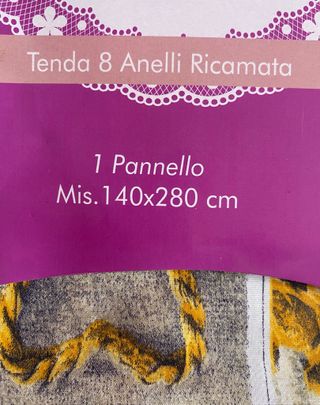 Tenda 8 Anelli Ricamata
1 Pannello
Mis.140x280 cm